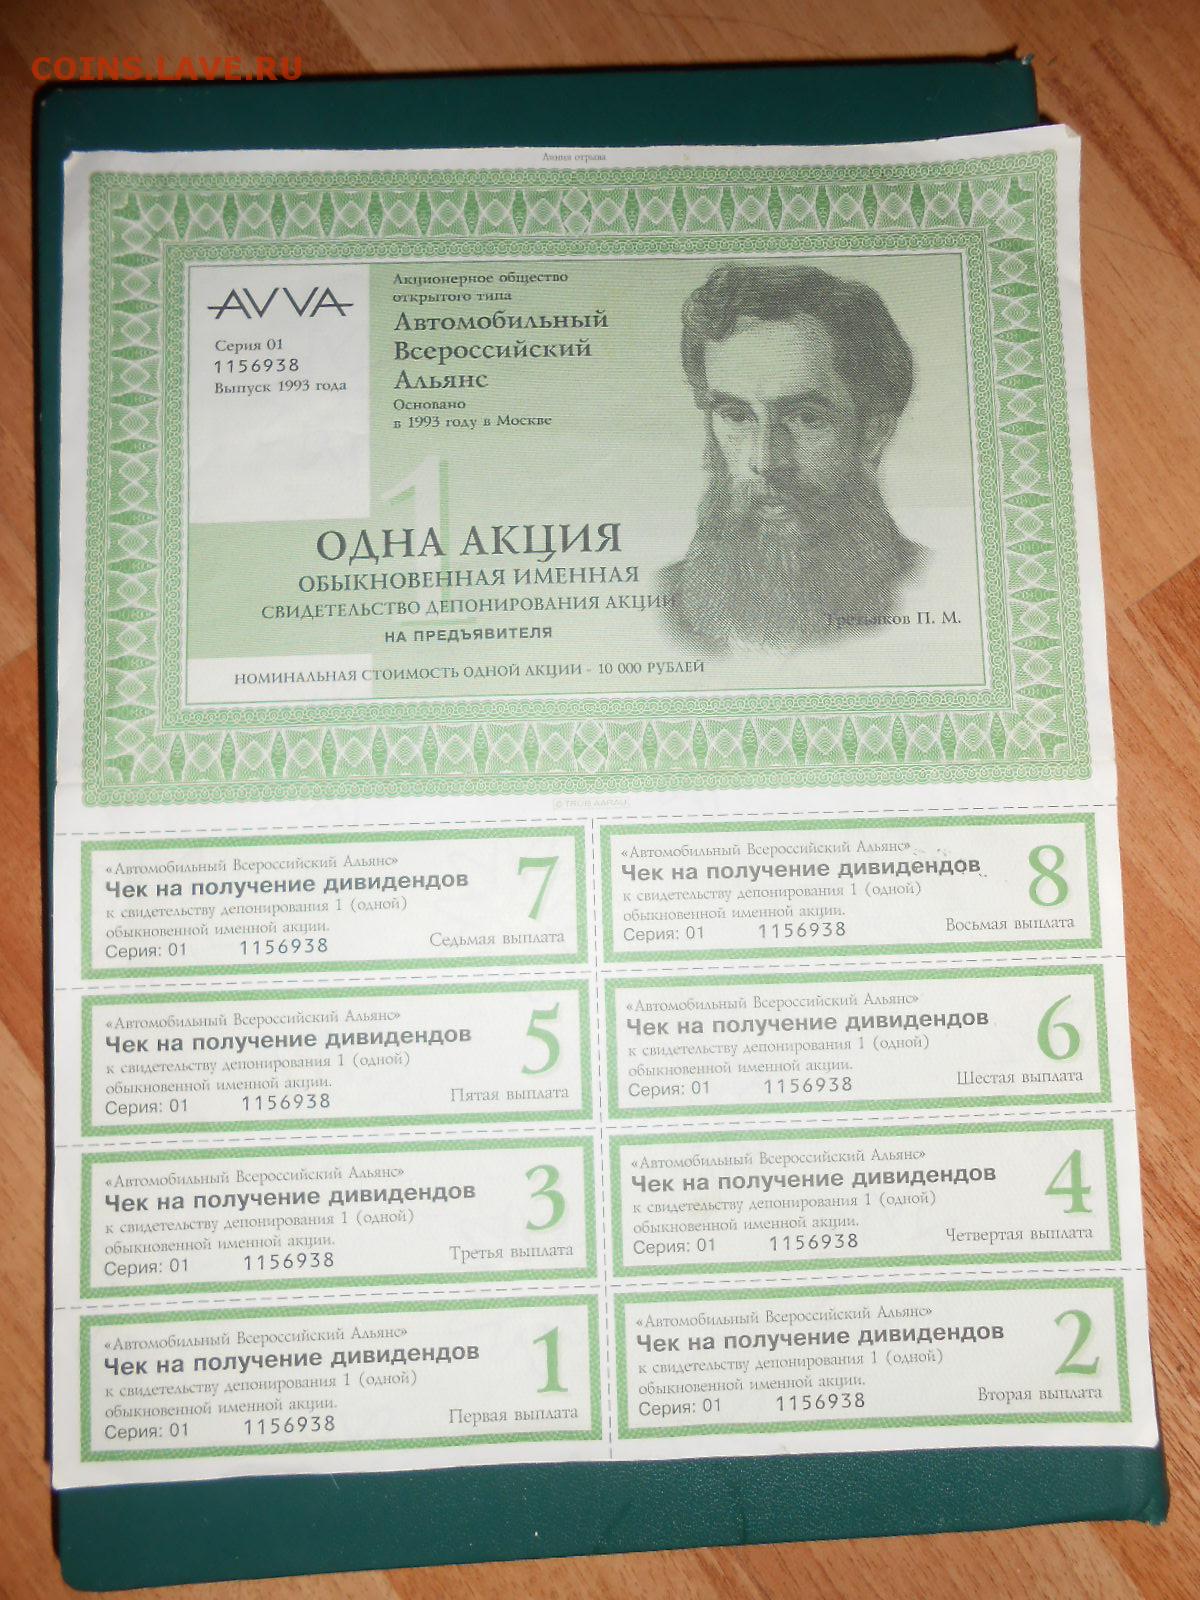 COINS.LAVE.RU
Линия отрыва
AVVA
Серия 01
1156938
Выпуск 1993 года
Акционерное общество
открытого типа
Автомобильный
Всероссийский
Альянс
Основано
в 1993 году в Москве
1
ОДНА АКЦИЯ
ОБЫКНОВЕННАЯ ИМЕННАЯ
СВИДЕТЕЛЬСТВО ДЕПОНИРОВАНИЯ АКЦИИ
НА ПРЕДЪЯВИТЕЛЯ
Третьяков П. М.
НОМИНАЛЬНАЯ СТОИМОСТЬ ОДНОЙ АКЦИИ - 10 000 РУБЛЕЙ
© TRÜB AARAU
«Автомобильный Всероссийский Альянс»
Чек на получение дивидендов
к свидетельству депонирования 1 (одной)
обыкновенной именной акции.
Серия: 01 1156938
7
Седьмая выплата
«Автомобильный Всероссийский Альянс»
Чек на получение дивидендов
к свидетельству депонирования 1 (одной)
обыкновенной именной акции.
Серия: 01 1156938
8
Восьмая выплата
«Автомобильный Всероссийский Альянс»
Чек на получение дивидендов
к свидетельству депонирования 1 (одной)
обыкновенной именной акции.
Серия: 01 1156938
5
Пятая выплата
«Автомобильный Всероссийский Альянс»
Чек на получение дивидендов
к свидетельству депонирования 1 (одной)
обыкновенной именной акции.
Серия: 01 1156938
6
Шестая выплата
«Автомобильный Всероссийский Альянс»
Чек на получение дивидендов
к свидетельству депонирования 1 (одной)
обыкновенной именной акции.
Серия: 01 1156938
3
Третья выплата
«Автомобильный Всероссийский Альянс»
Чек на получение дивидендов
к свидетельству депонирования 1 (одной)
обыкновенной именной акции.
Серия: 01 1156938
4
Четвертая выплата
«Автомобильный Всероссийский Альянс»
Чек на получение дивидендов
к свидетельству депонирования 1 (одной)
обыкновенной именной акции.
Серия: 01 1156938
1
Первая выплата
«Автомобильный Всероссийский Альянс»
Чек на получение дивидендов
к свидетельству депонирования 1 (одной)
обыкновенной именной акции.
Серия: 01 1156938
2
Вторая выплата